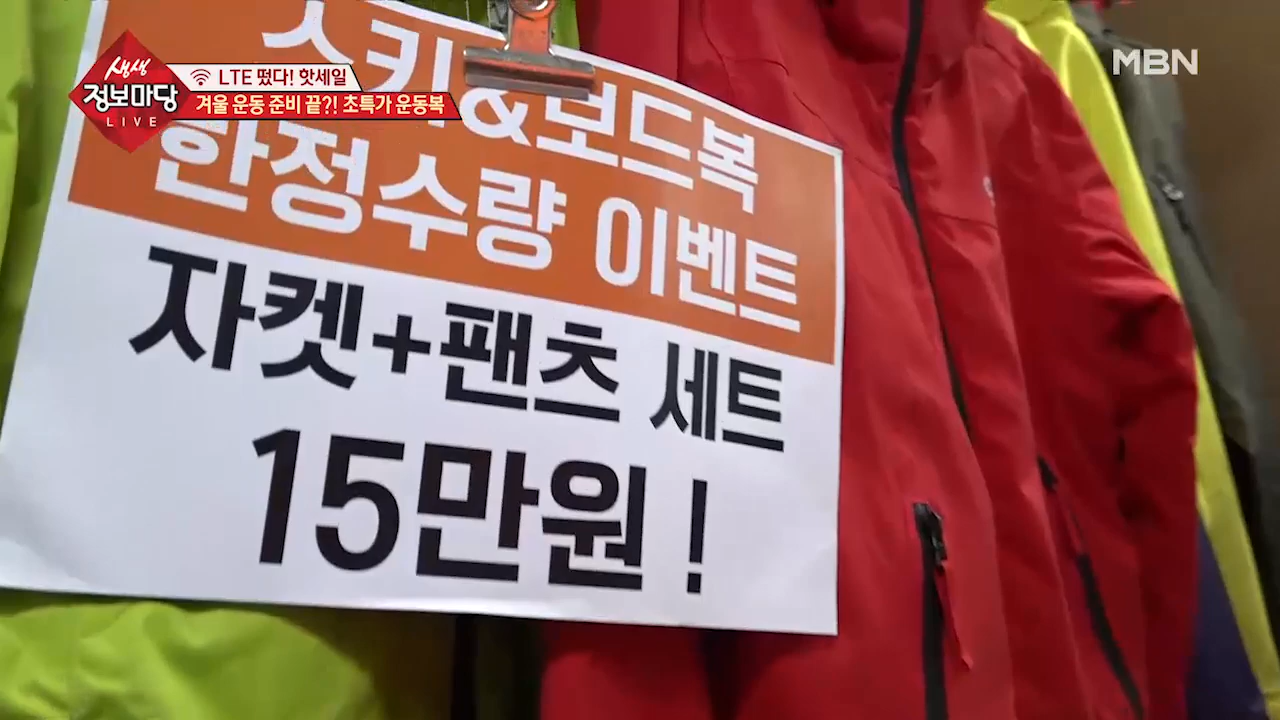 생생
정보마당
LIVE
LTE 떴다! 핫세일
겨울 운동 준비 끝?! 초특가 운동복
MBN
스키&보드복
한정수량 이벤트
자켓+팬츠 세트
15만원!